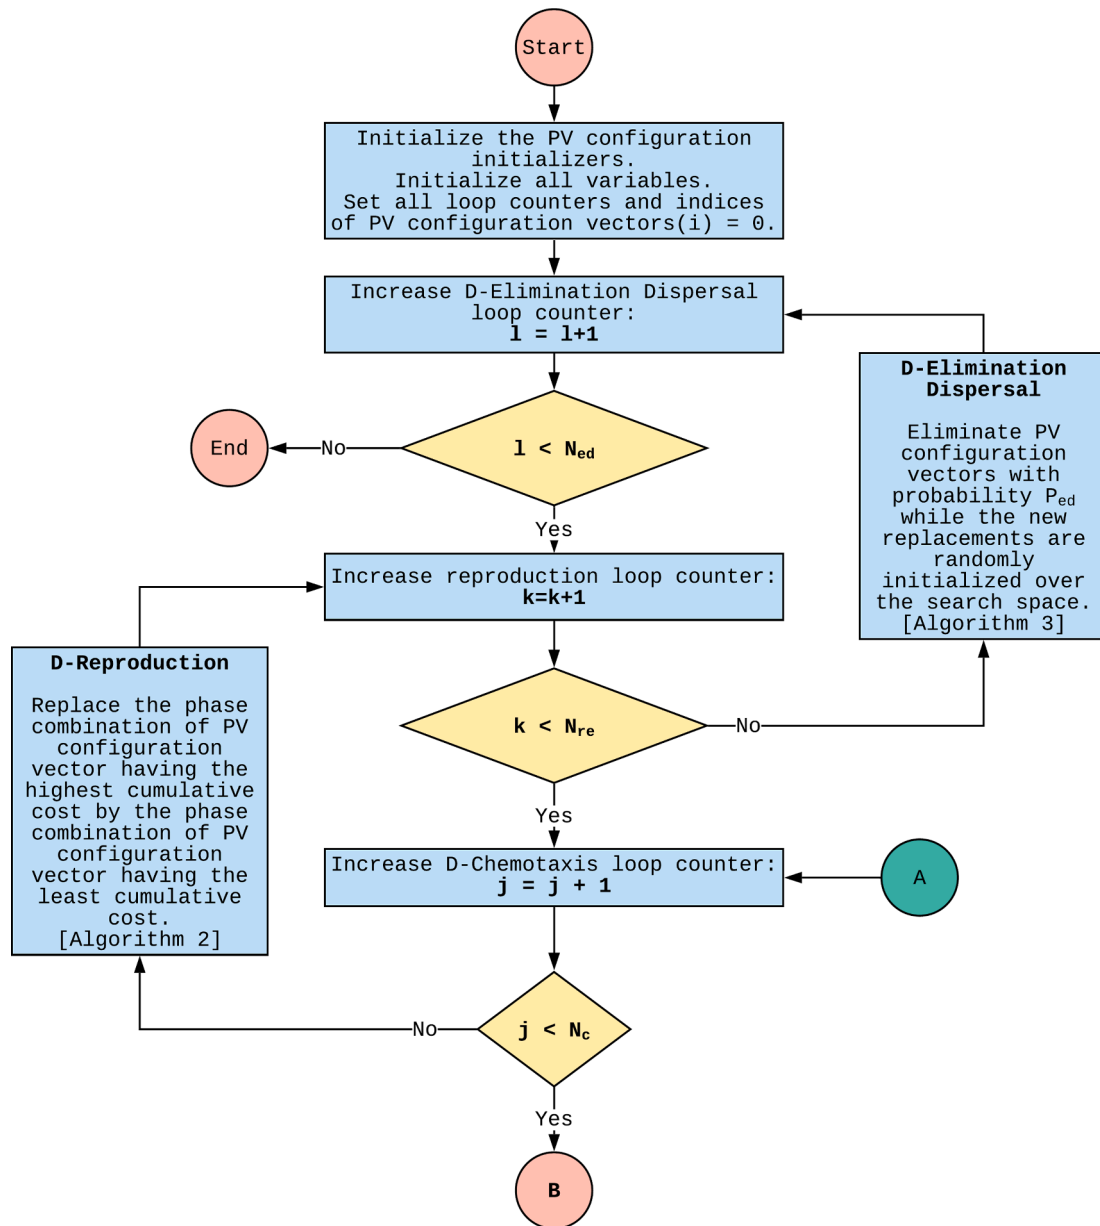 Start
Initialize the PV configuration
initializers.
Initialize all variables.
Set all loop counters and indices
of PV configuration vectors(i) = 0.
Increase D-Elimination Dispersal
loop counter:
l = l+1
l < Ned
No
End
Yes
D-Elimination
Dispersal
Eliminate PV
configuration
vectors with
probability Ped
while the new
replacements are
randomly
initialized over
the search space.
[Algorithm 3]
Increase reproduction loop counter:
k=k+1
k < Nre
No
Yes
D-Reproduction
Replace the phase
combination of PV
configuration
vector having the
highest cumulative
cost by the phase
combination of PV
configuration
vector having the
least cumulative
cost.
[Algorithm 2]
Increase D-Chemotaxis loop counter:
j = j + 1
A
j < Nc
No
Yes
B